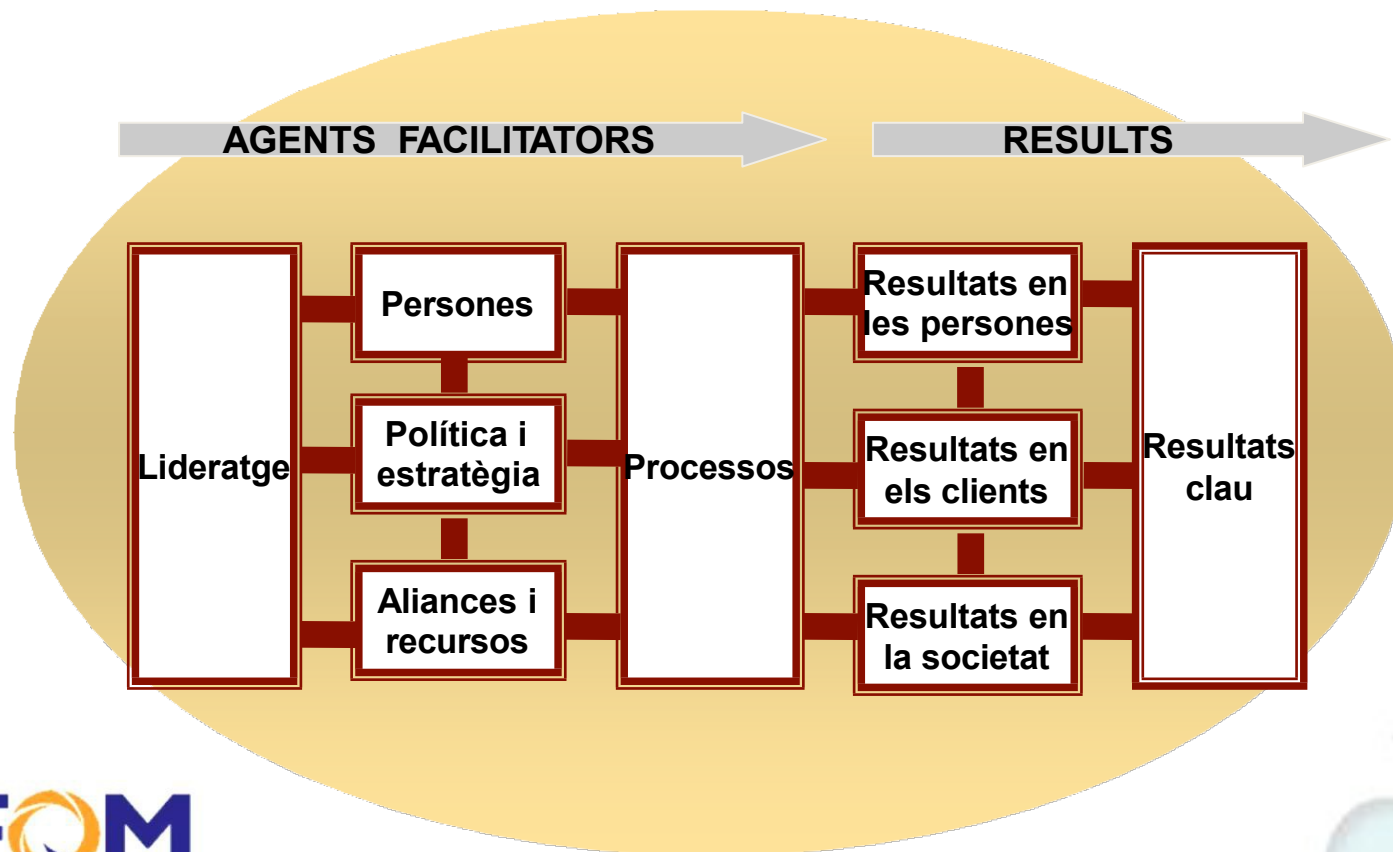 AGENTS FACILITATORS
RESULTS
Lideratge
Persones
Política i
estratègia
Aliances i
recursos
Processos
Resultats en
les persones
Resultats en
els clients
Resultats en
la societat
Resultats
clau
FQM